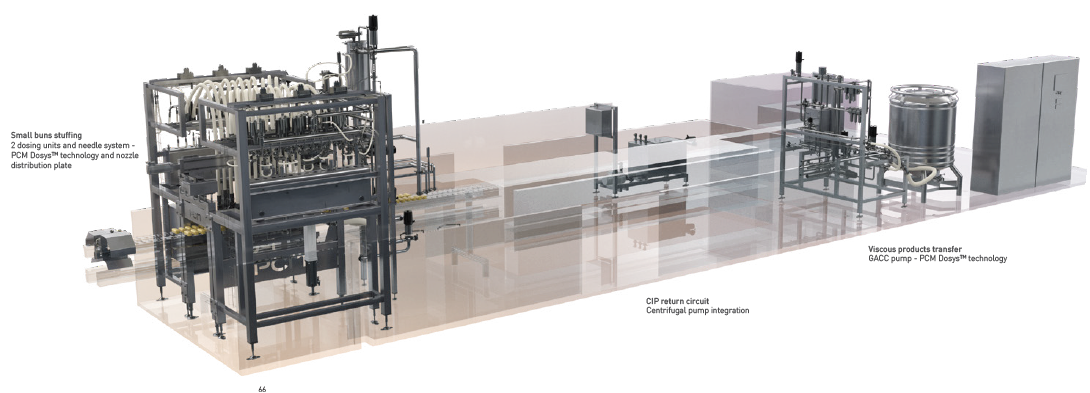 Small buns stuffing
2 dosing units and needle system -
PCM Dosys™ technology and nozzle
distribution plate
Viscous products transfer
GACC pump - PCM Dosys™ technology
CIP return circuit
Centrifugal pump integration
PC
66